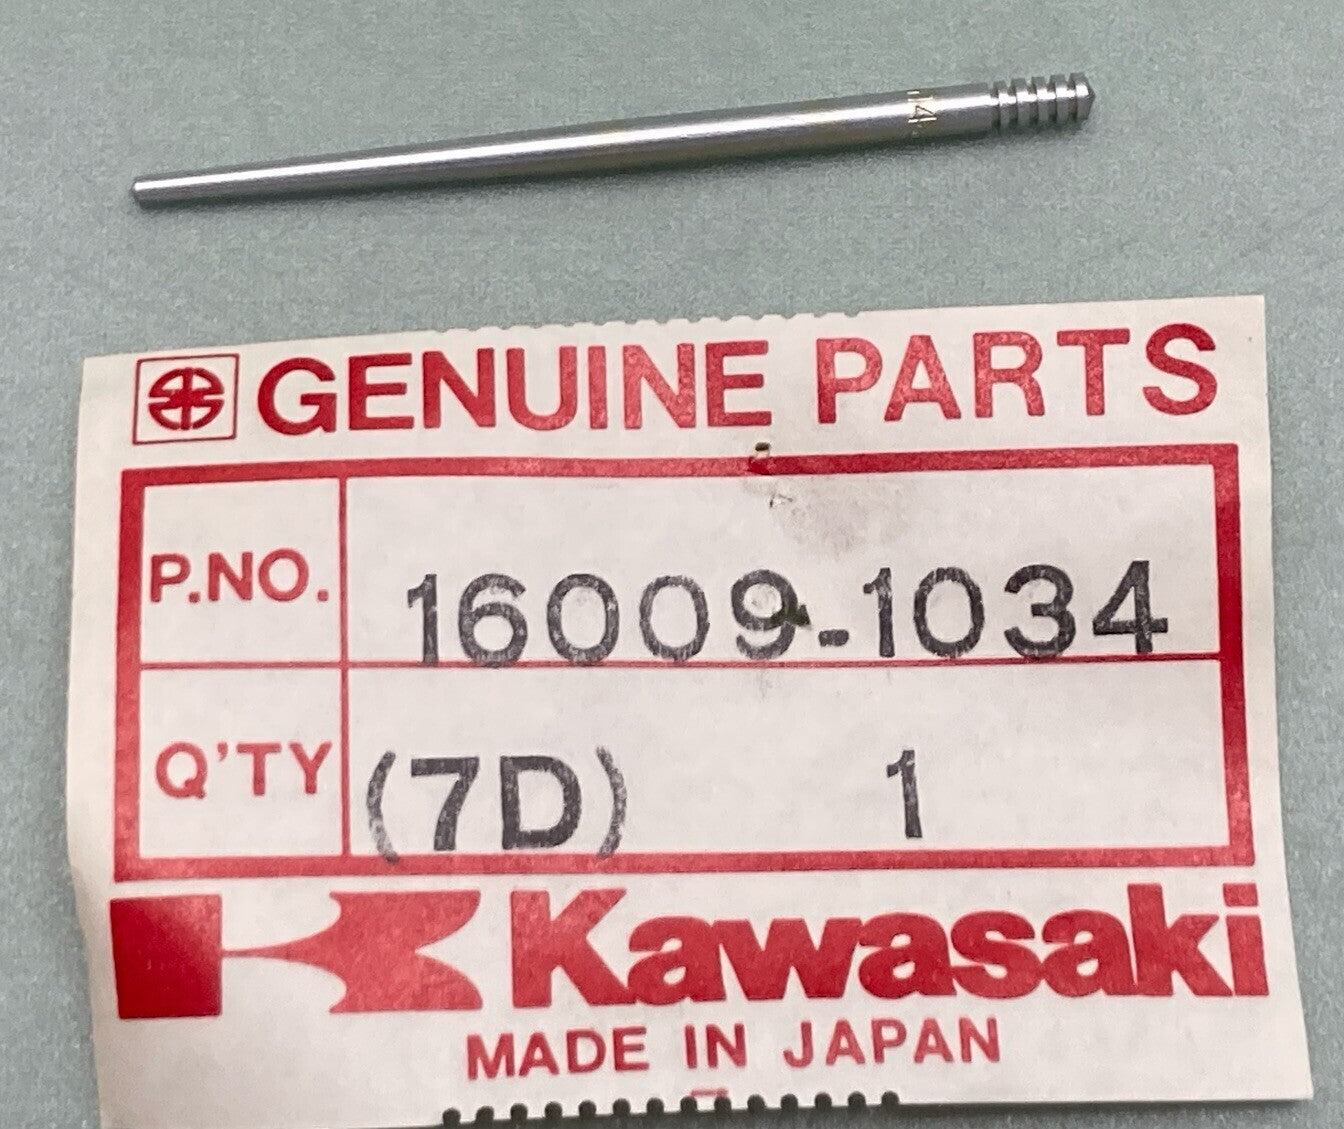 GENUINE PARTS
P.NO. 16009-1034
Q'TY (7D) 1
Kawasaki
MADE IN JAPAN